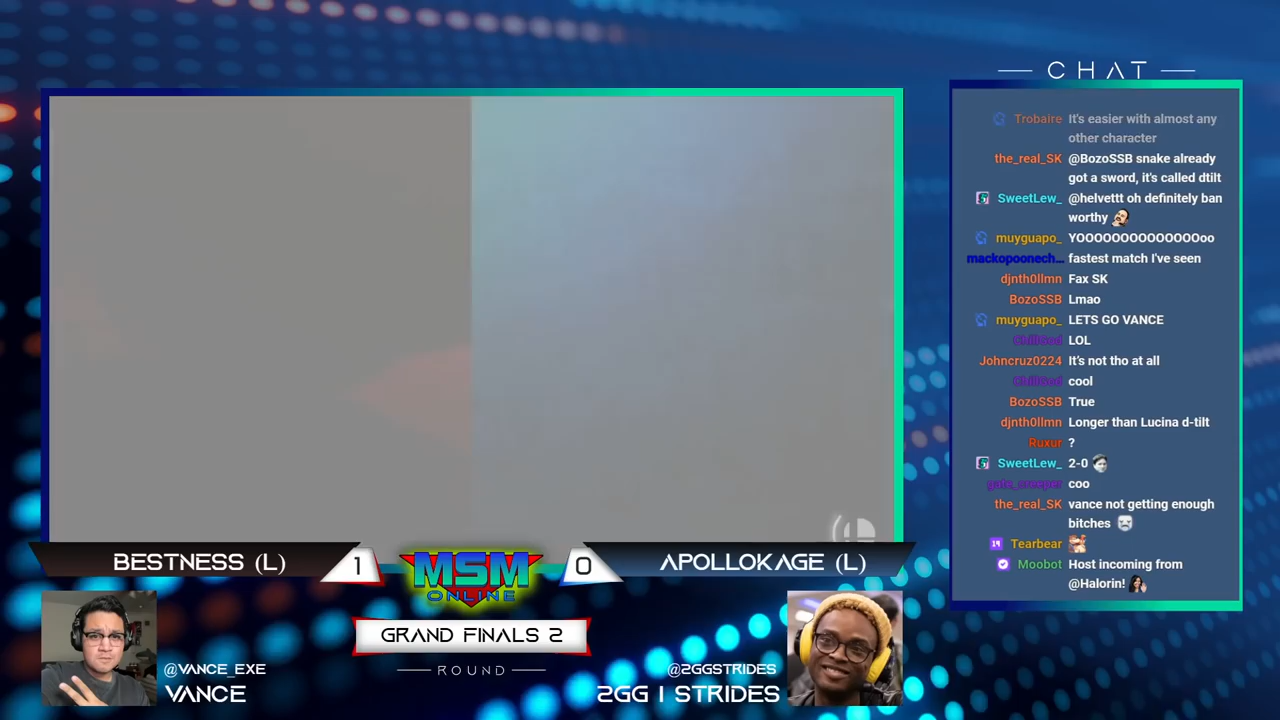 CHAT
Trobaire It's easier with almost any
other character
the_real_SK @BozoSSB snake already
got a sword, it's called dtilt
SweetLew_ @helvettt oh definitely ban
worthy
muyguapo_ YOOOOOOOOOOOOOOoo
mackopoonech... fastest match I've seen
djnth0llmn Fax SK
BozoSSB Lmao
muyguapo_ LETS GO VANCE
ChillGod LOL
Johncruz0224 It's not tho at all
ChillGod cool
BozoSSB True
djnth0llmn Longer than Lucina d-tilt
Ruxur ?
SweetLew_ 2-0
gate_creeper coo
the_real_SK vance not getting enough
bitches
Tearbear
Moobot Host incoming from
@Halorin!
BESTNESS (L) 1 MSM ONLINE 0 APOLLOKAGE (L)
GRAND FINALS 2
ROUND
@VANCE_EXE
VANCE
@2GGSTRIDES
2GG | STRIDES